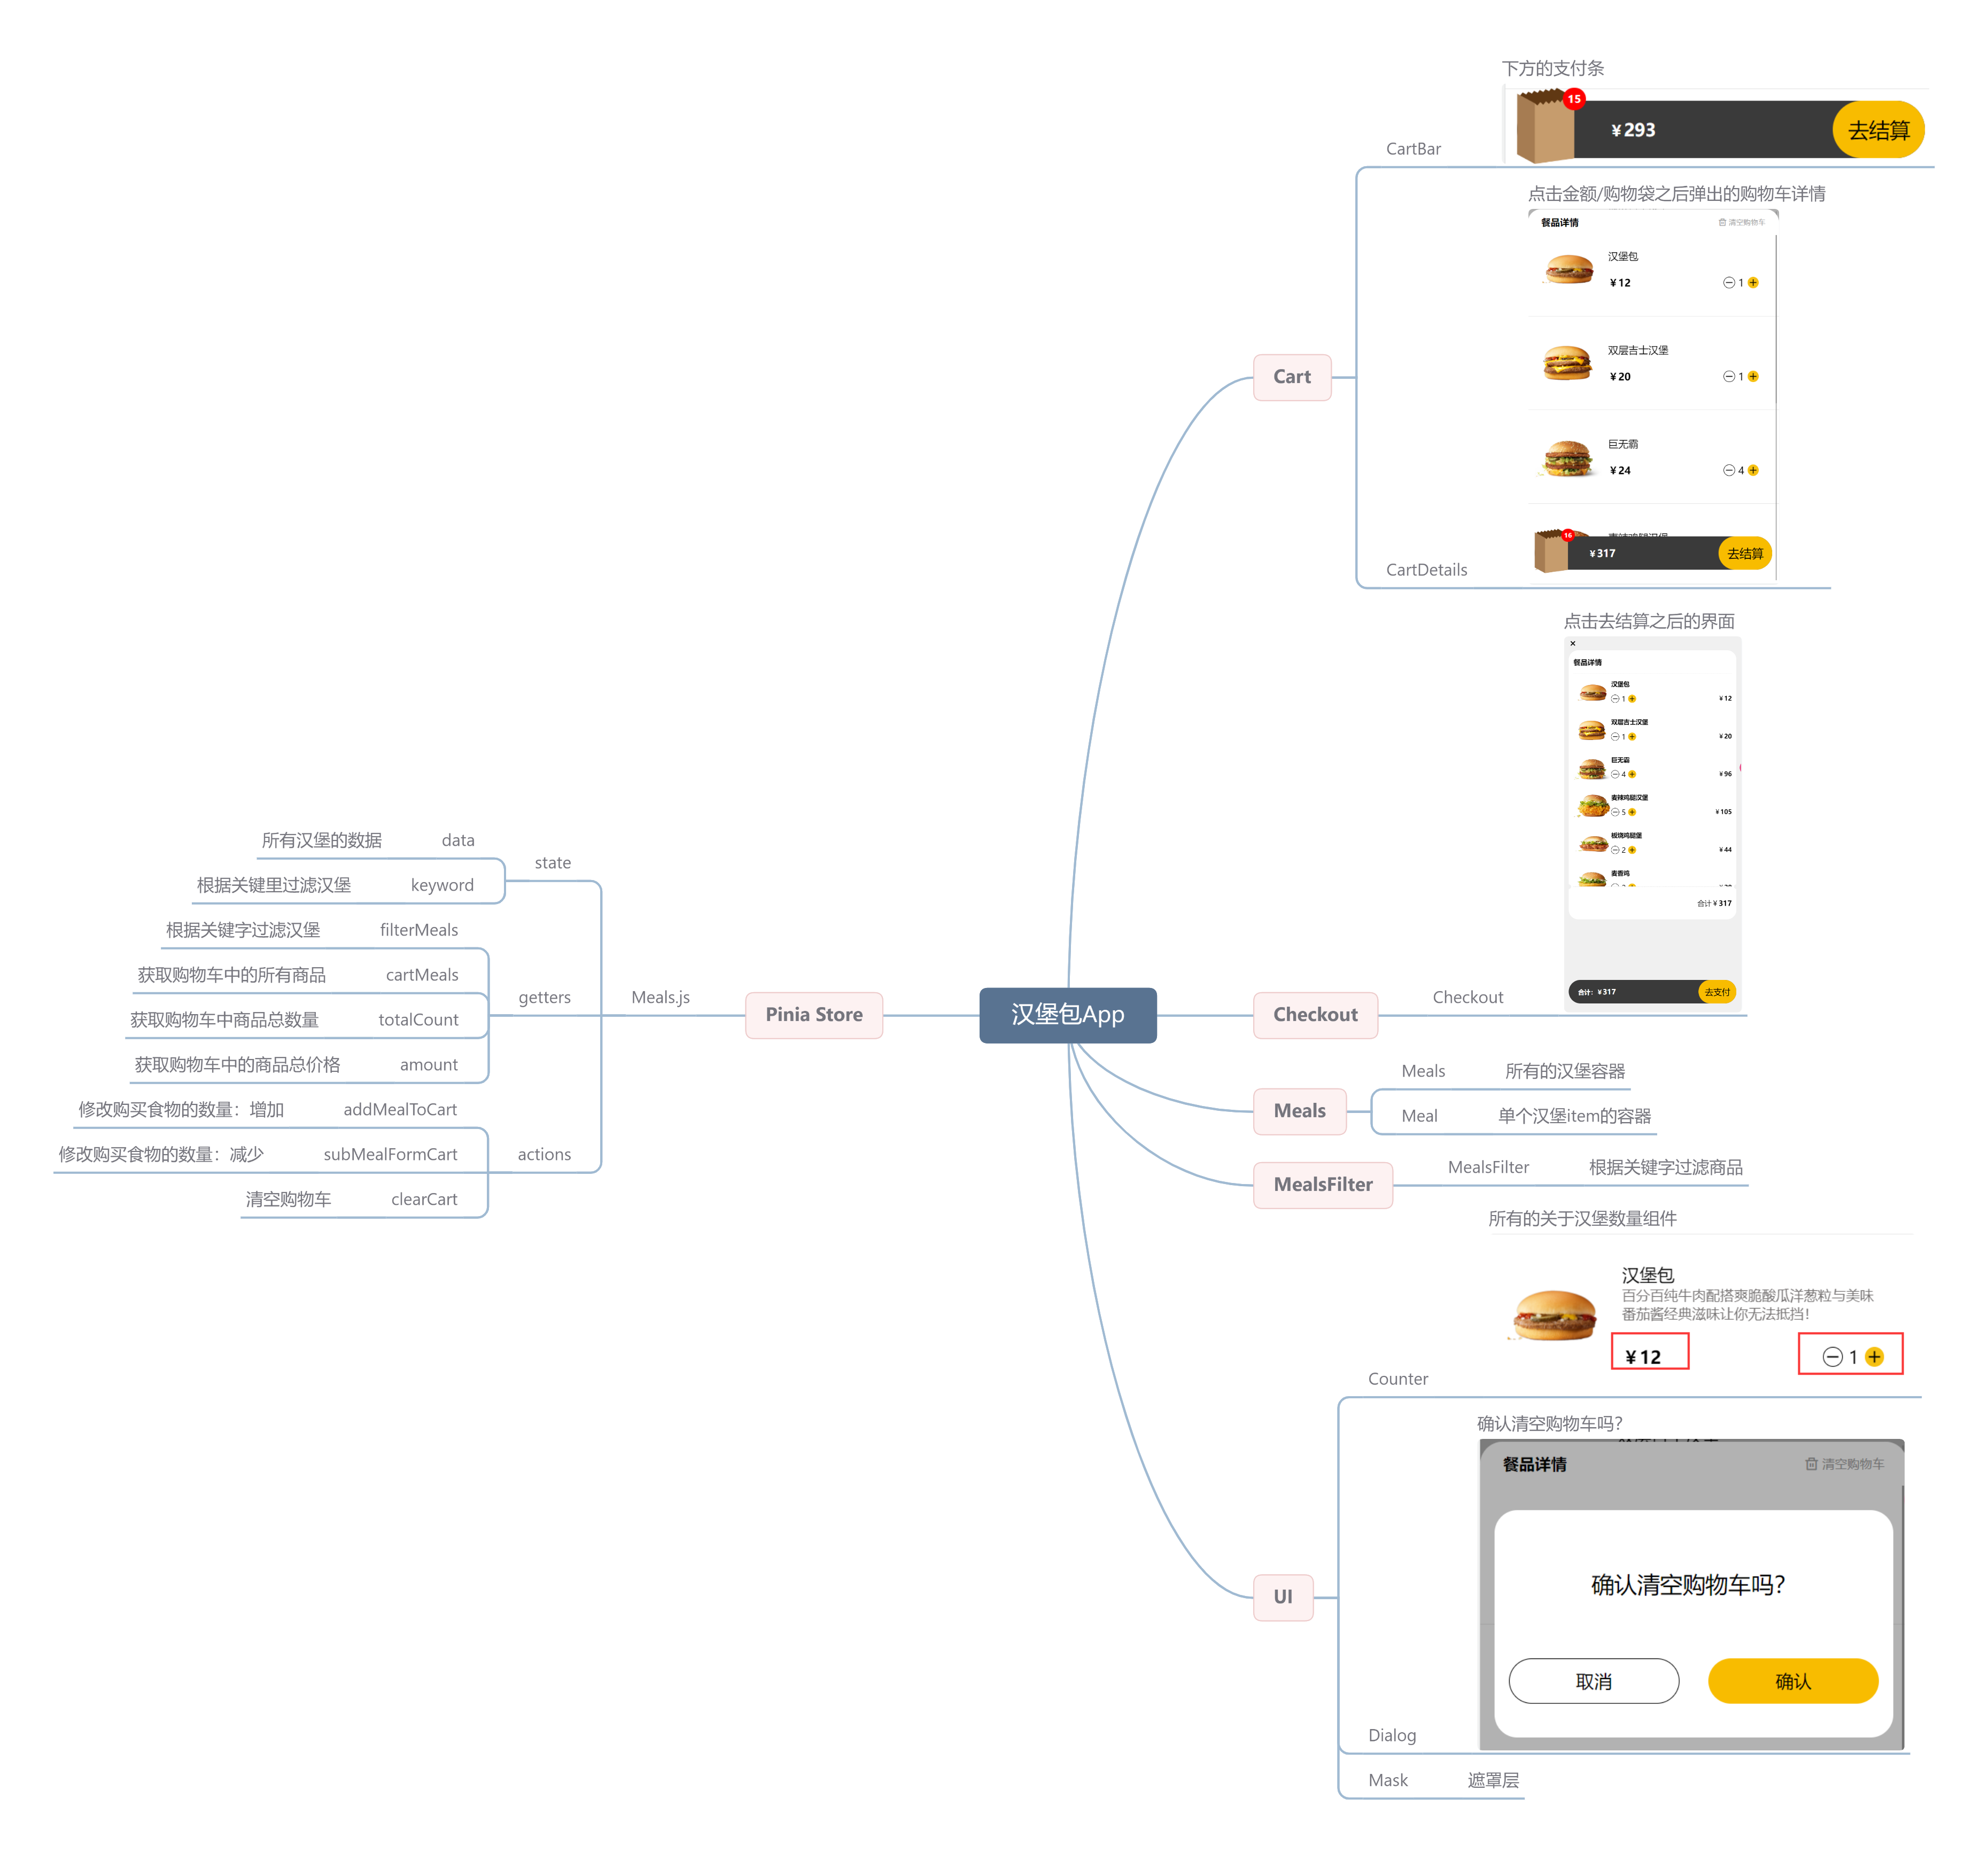 汉堡包App
Cart
CartBar
下方的支付条
15
¥293
去结算
CartDetails
点击金额/购物袋之后弹出的购物车详情
餐品详情
清空购物车
汉堡包
¥12
1
双层吉士汉堡
¥20
1
巨无霸
¥24
4
16
¥317
去结算
Checkout
Checkout
点击去结算之后的界面
×
餐品详情
汉堡包
1
¥12
双层吉士汉堡
1
¥20
巨无霸
4
¥96
麦辣鸡腿汉堡
5
¥105
板烧鸡腿堡
2
¥44
麦香鸡
合计 ¥317
合计: ¥317
去支付
Meals
Meals
所有的汉堡容器
Meal
单个汉堡item的容器
MealsFilter
MealsFilter
根据关键字过滤商品
UI
Counter
所有的关于汉堡数量组件
汉堡包
百分百纯牛肉配搭爽脆酸瓜洋葱粒与美味
番茄酱经典滋味让你无法抵挡!
¥12
1
Dialog
确认清空购物车吗?
餐品详情
清空购物车
确认清空购物车吗?
取消
确认
Mask
遮罩层
Pinia Store
Meals.js
state
data
所有汉堡的数据
keyword
根据关键里过滤汉堡
getters
filterMeals
根据关键字过滤汉堡
cartMeals
获取购物车中的所有商品
totalCount
获取购物车中商品总数量
amount
获取购物车中的商品总价格
actions
addMealToCart
修改购买食物的数量：增加
subMealFormCart
修改购买食物的数量：减少
clearCart
清空购物车